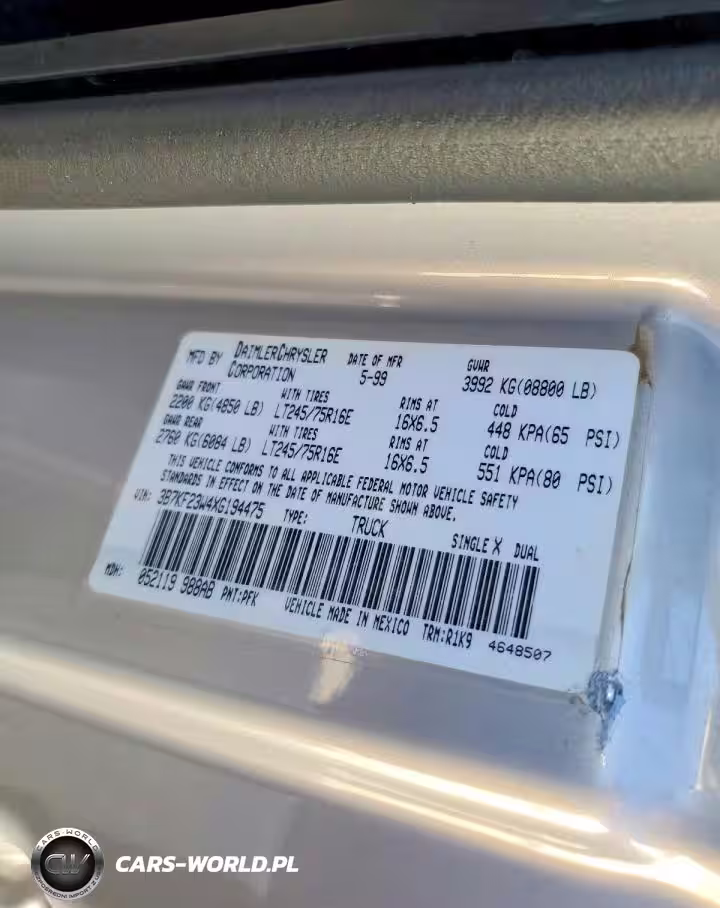 MFD BY DAIMLERCHRYSLER CORPORATION DATE OF MFR 5-99 GVWR 3992 KG(08800 LB)
GAWR FRONT WITH TIRES RIMS AT COLD
2200 KG(4850 LB) LT245/75R16E 16X6.5 448 KPA(65 PSI)
GAWR REAR WITH TIRES RIMS AT COLD
2760 KG(6084 LB) LT245/75R16E 16X6.5 551 KPA(80 PSI)
THIS VEHICLE CONFORMS TO ALL APPLICABLE FEDERAL MOTOR VEHICLE SAFETY
STANDARDS IN EFFECT ON THE DATE OF MANUFACTURE SHOWN ABOVE.
VIN: 3B7KF23W4XG194475 TYPE: TRUCK SINGLE X DUAL
MDH: 052119 988AB PNT:PFK VEHICLE MADE IN MEXICO TRM:R1K9 4648507
CARS-WORLD
CW
CARS-WORLD.PL